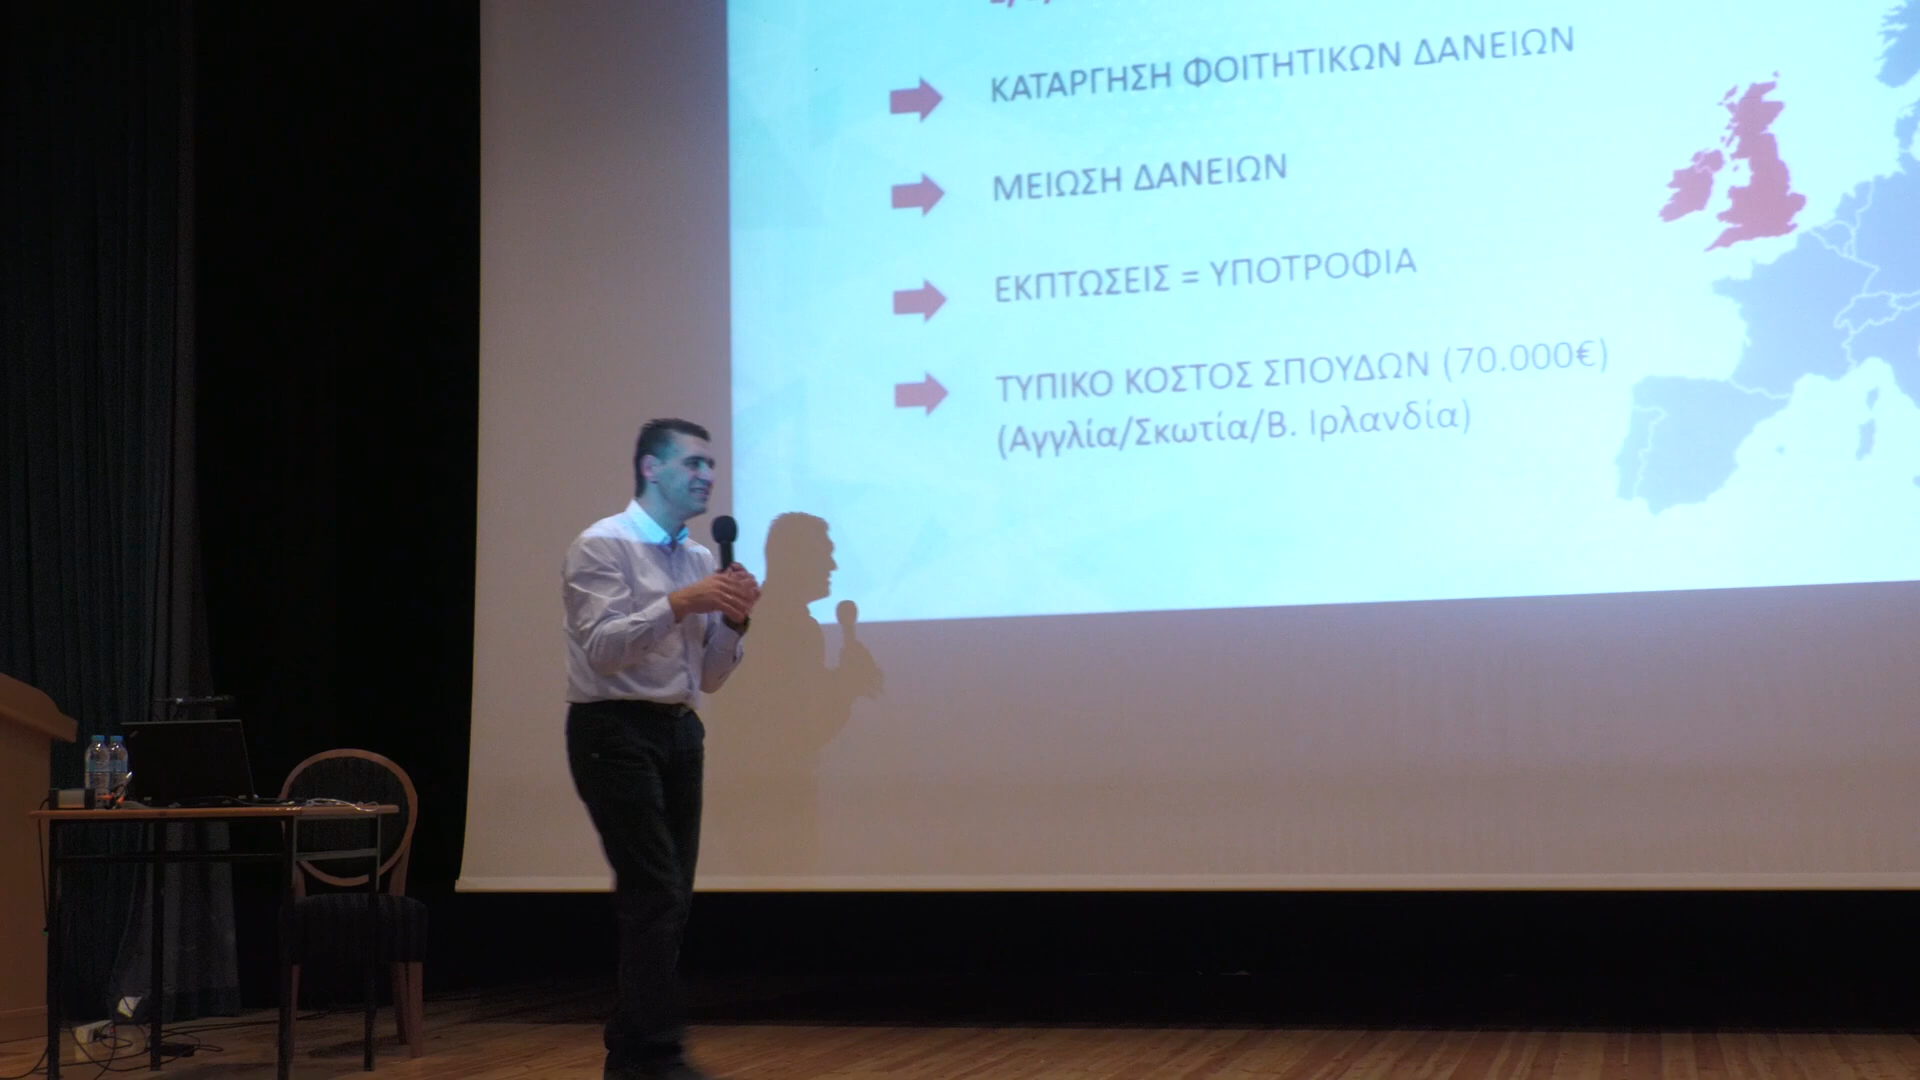 ΚΑΤΑΡΓΗΣΗ ΦΟΙΤΗΤΙΚΩΝ ΔΑΝΕΙΩΝ
ΜΕΙΩΣΗ ΔΑΝΕΙΩΝ
ΕΚΠΤΩΣΕΙΣ = ΥΠΟΤΡΟΦΙΑ
ΤΥΠΙΚΟ ΚΟΣΤΟΣ ΣΠΟΥΔΩΝ (70.000€)
(Αγγλία/Σκωτία/Β. Ιρλανδία)